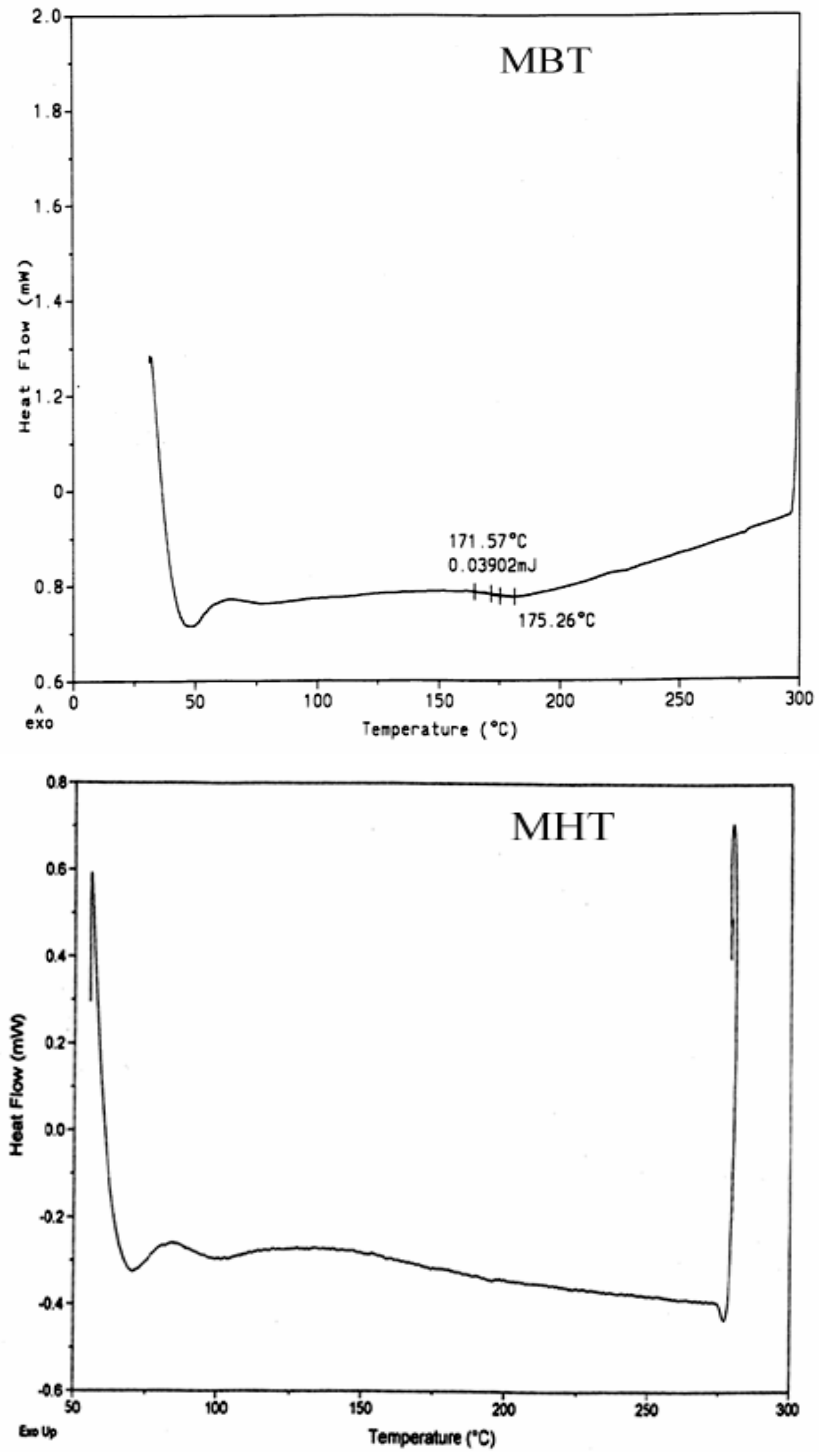 2.0
MBT
1.8
1.6
1.4
1.2
0
0.8
0.6
Heat Flow (mW)
171.57°C
0.03902mJ
175.26°C
0 50 100 150 200 250 300
^
exo
Temperature (°C)
0.8
MHT
0.6
0.4
0.2
0.0
-0.2
-0.4
-0.6
Heat Flow (mW)
50 100 150 200 250 300
Exo Up
Temperature (°C)